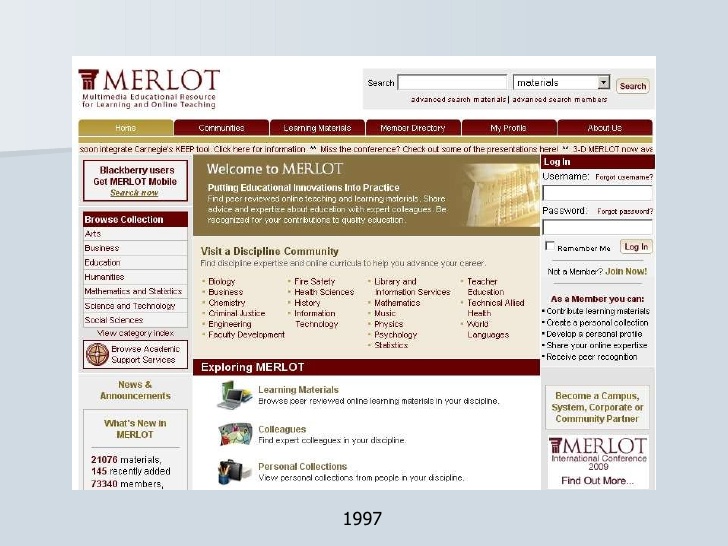 MERLOT
Multimedia Educational Resource
for Learning and Online Teaching
Search
materials
Search
advanced search materials| advanced search members
Home
Communities
Learning Materials
Member Directory
My Profile
About Us
soon integrate Carnegie's KEEP tool. Click here for information ^^ Miss the conference? Check out some of the presentations here! ^^ 3-D MERLOT now ava
Blackberry users
Get MERLOT Mobile
Search now
Browse Collection
Arts
Business
Education
Humanities
Mathematics and Statistics
Science and Technology
Social Sciences
View category index
Browse Academic
Support Services
News &
Announcements
What's New in
MERLOT
21076 materials,
145 recently added
73340 members,
Welcome to MERLOT
Putting Educational Innovations Into Practice
Find peer reviewed online teaching and learning materials. Share
advice and expertise about education with expert colleagues. Be
recognized for your contributions to quality education.
Visit a Discipline Community
Find discipline expertise and online curricula to help you advance your career.
Biology
Business
Chemistry
Criminal Justice
Engineering
Faculty Development
Fire Safety
Health Sciences
History
Information
Technology
Library and
Information Services
Mathematics
Music
Physics
Psychology
Statistics
Teacher
Education
Technical Allied
Health
World
Languages
Exploring MERLOT
Learning Materials
Browse peer reviewed online learning materials in your discipline.
Colleagues
Find expert colleagues in your discipline.
Personal Collections
View personal collections from people in your discipline.
Log In
Username: Forgot username?
Password: Forgot password?
Remember Me
Log In
Not a Member? Join Now!
As a Member you can:
Contribute learning materials
Create a personal collection
Develop a personal profile
Share your online expertise
Receive peer recognition
Become a Campus,
System, Corporate or
Community Partner
MERLOT
International Conference
2009
Find Out More...
1997